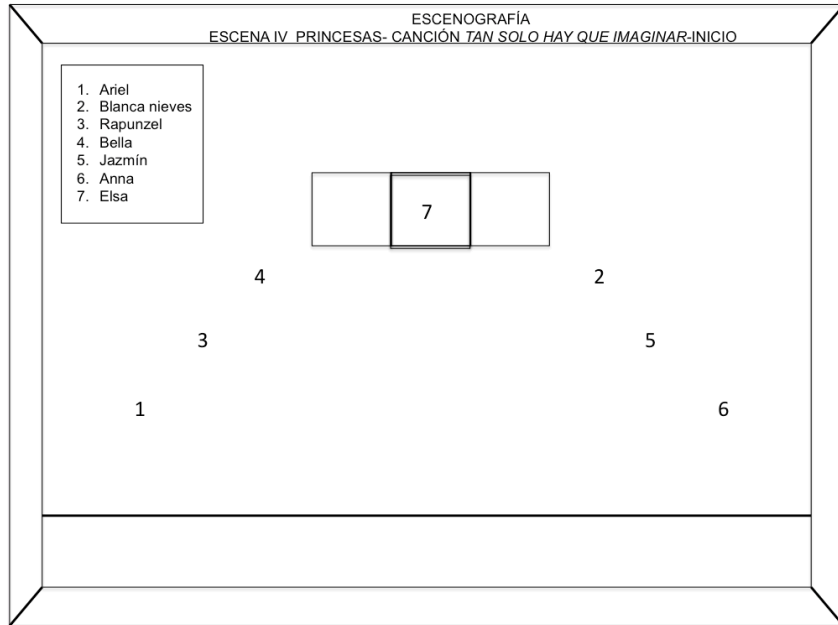 ESCENOGRAFÍA
ESCENA IV PRINCESAS- CANCIÓN TAN SOLO HAY QUE IMAGINAR-INICIO
1. Ariel
2. Blanca nieves
3. Rapunzel
4. Bella
5. Jazmín
6. Anna
7. Elsa
7
4 2
3 5
1 6